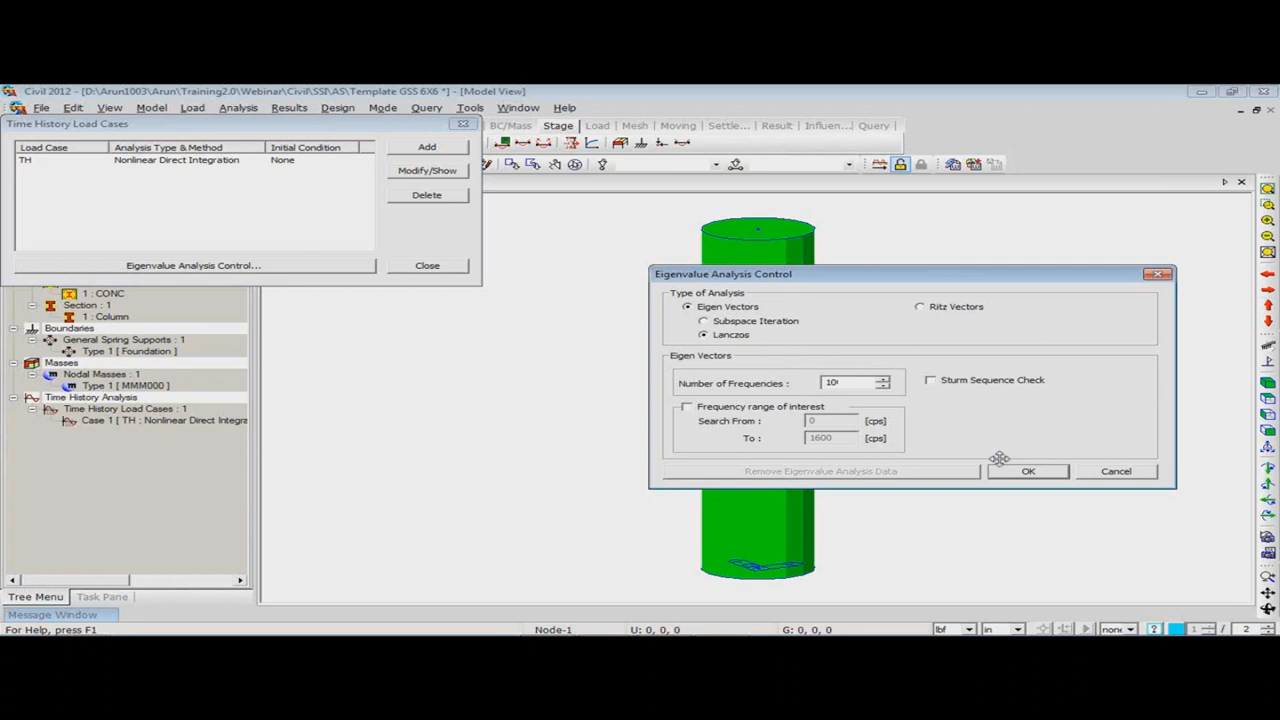 Civil 2012 - [D:\Arun1003\Arun\Training2.0\Webinar\Civil\SSI\AS\Template GSS 6X6 *] - [Model View]
File Edit View Model Load Analysis Results Design Mode Query Tools Window Help
Time History Load Cases
BC/Mass Stage Load Mesh Moving Settle... Result Influen... Query
Load Case Analysis Type & Method Initial Condition
TH Nonlinear Direct Integration None
Add
Modify/Show
Delete
Eigenvalue Analysis Control...
Close
1 : CONC
Section : 1
1 : Column
Boundaries
General Spring Supports : 1
Type 1 [ Foundation ]
Masses
Nodal Masses : 1
Type 1 [ MMM000 ]
Time History Analysis
Time History Load Cases : 1
Case 1 [ TH ; Nonlinear Direct Integra
Eigenvalue Analysis Control
Type of Analysis
Eigen Vectors
Ritz Vectors
Subspace Iteration
Lanczos
Eigen Vectors
Number of Frequencies :
Sturm Sequence Check
Frequency range of interest
Search From : 0 [cps]
To : 1600 [cps]
Remove Eigenvalue Analysis Data
OK
Cancel
Tree Menu Task Pane
Message Window
For Help, press F1
Node-1
U: 0, 0, 0
G: 0, 0, 0
lbf
in
none
1 / 2